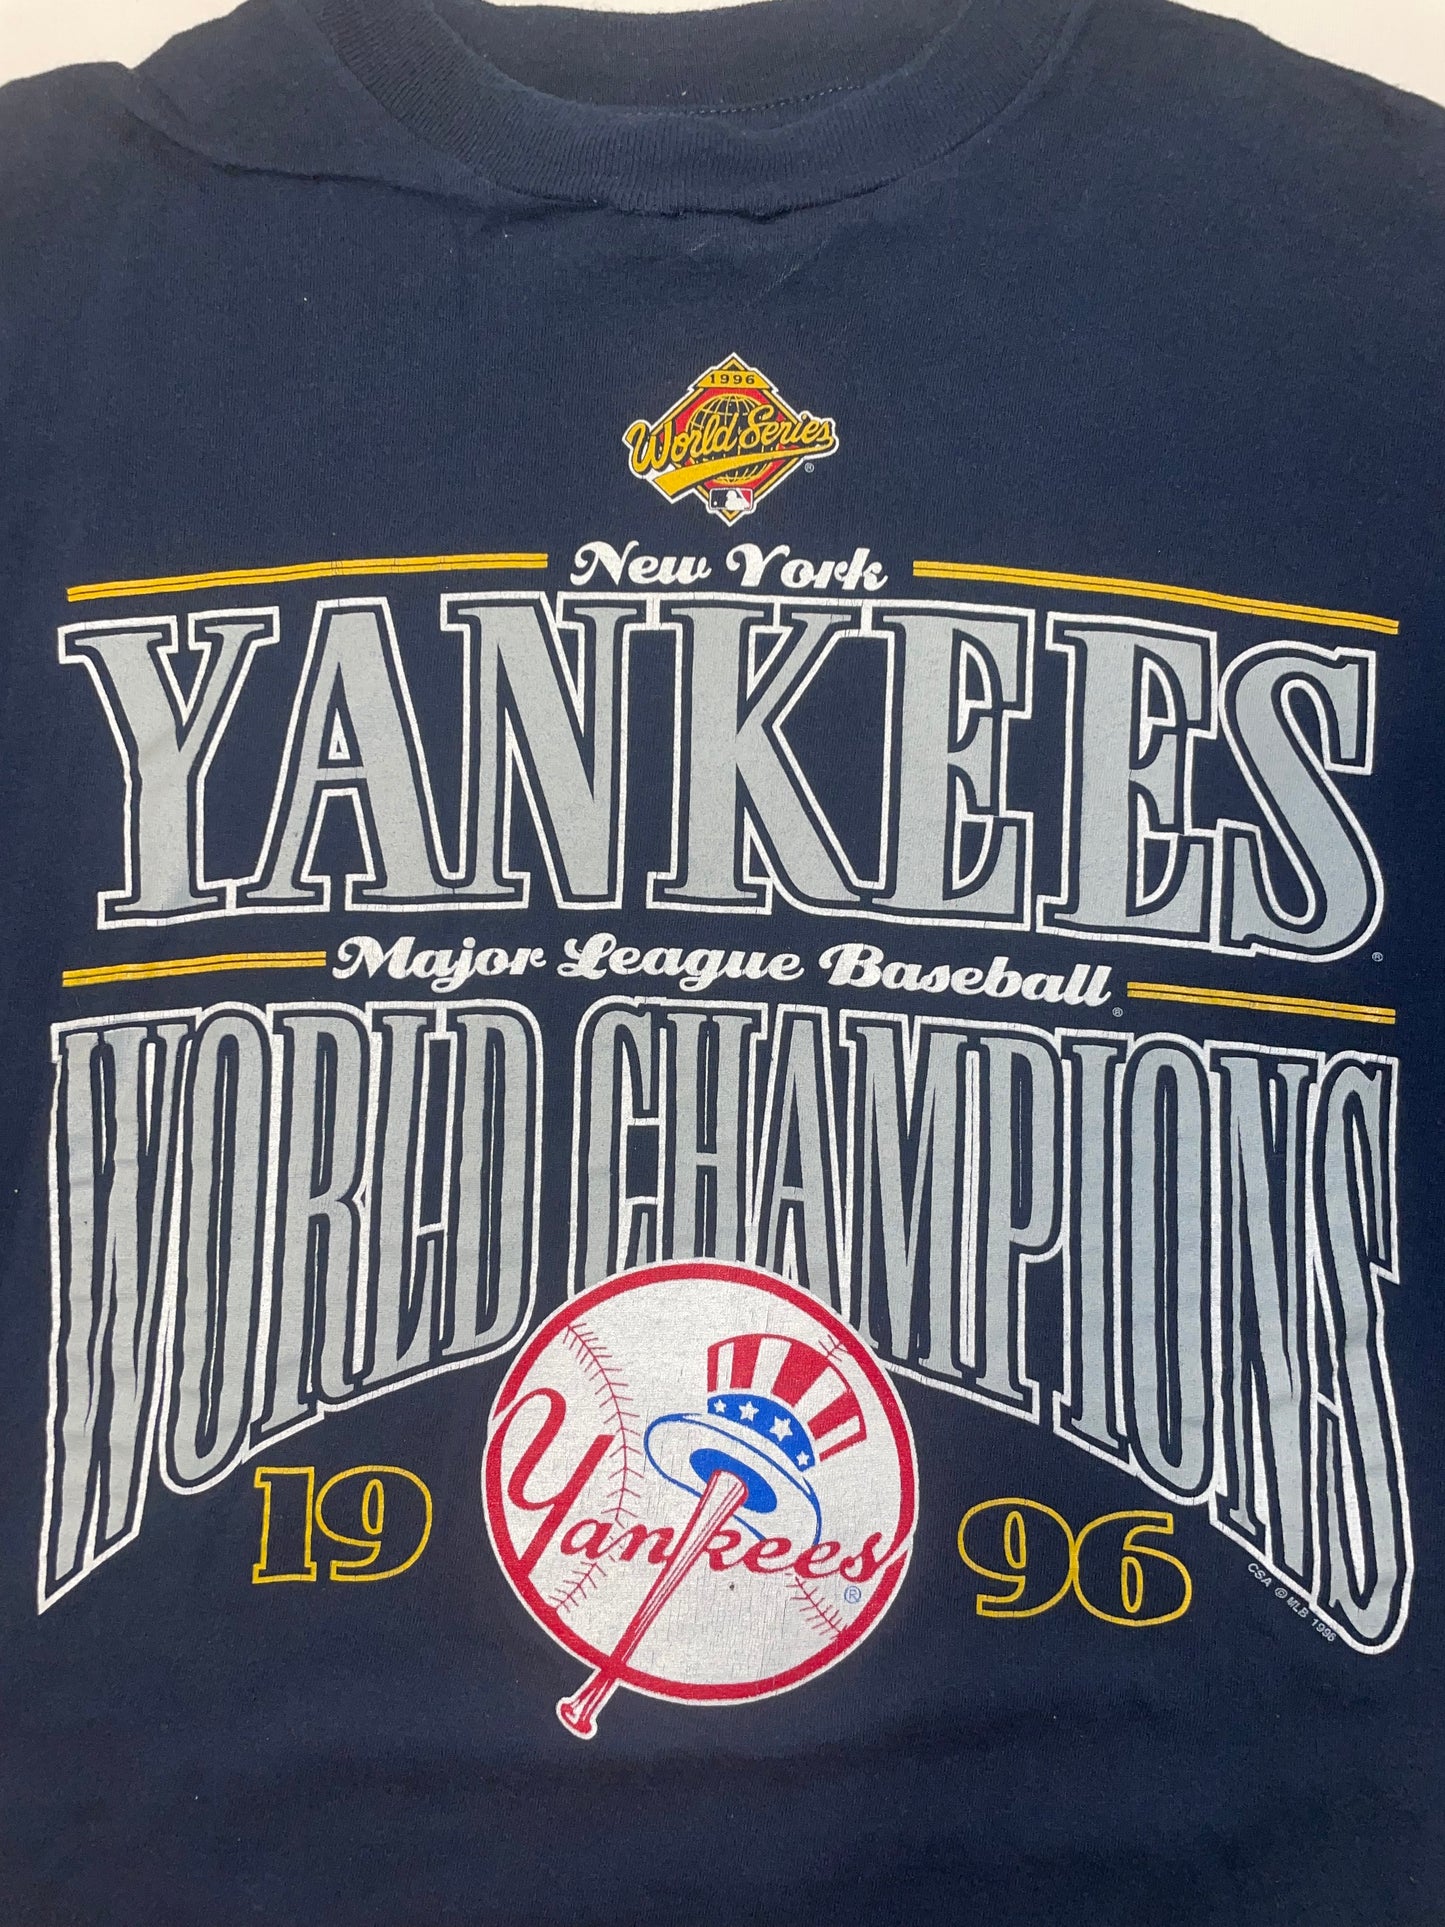 1996
World Series
®
New York
YANKEES
®
Major League Baseball
®
WORLD CHAMPIONS
19 96
Yankees
®
CSA © MLB 1996